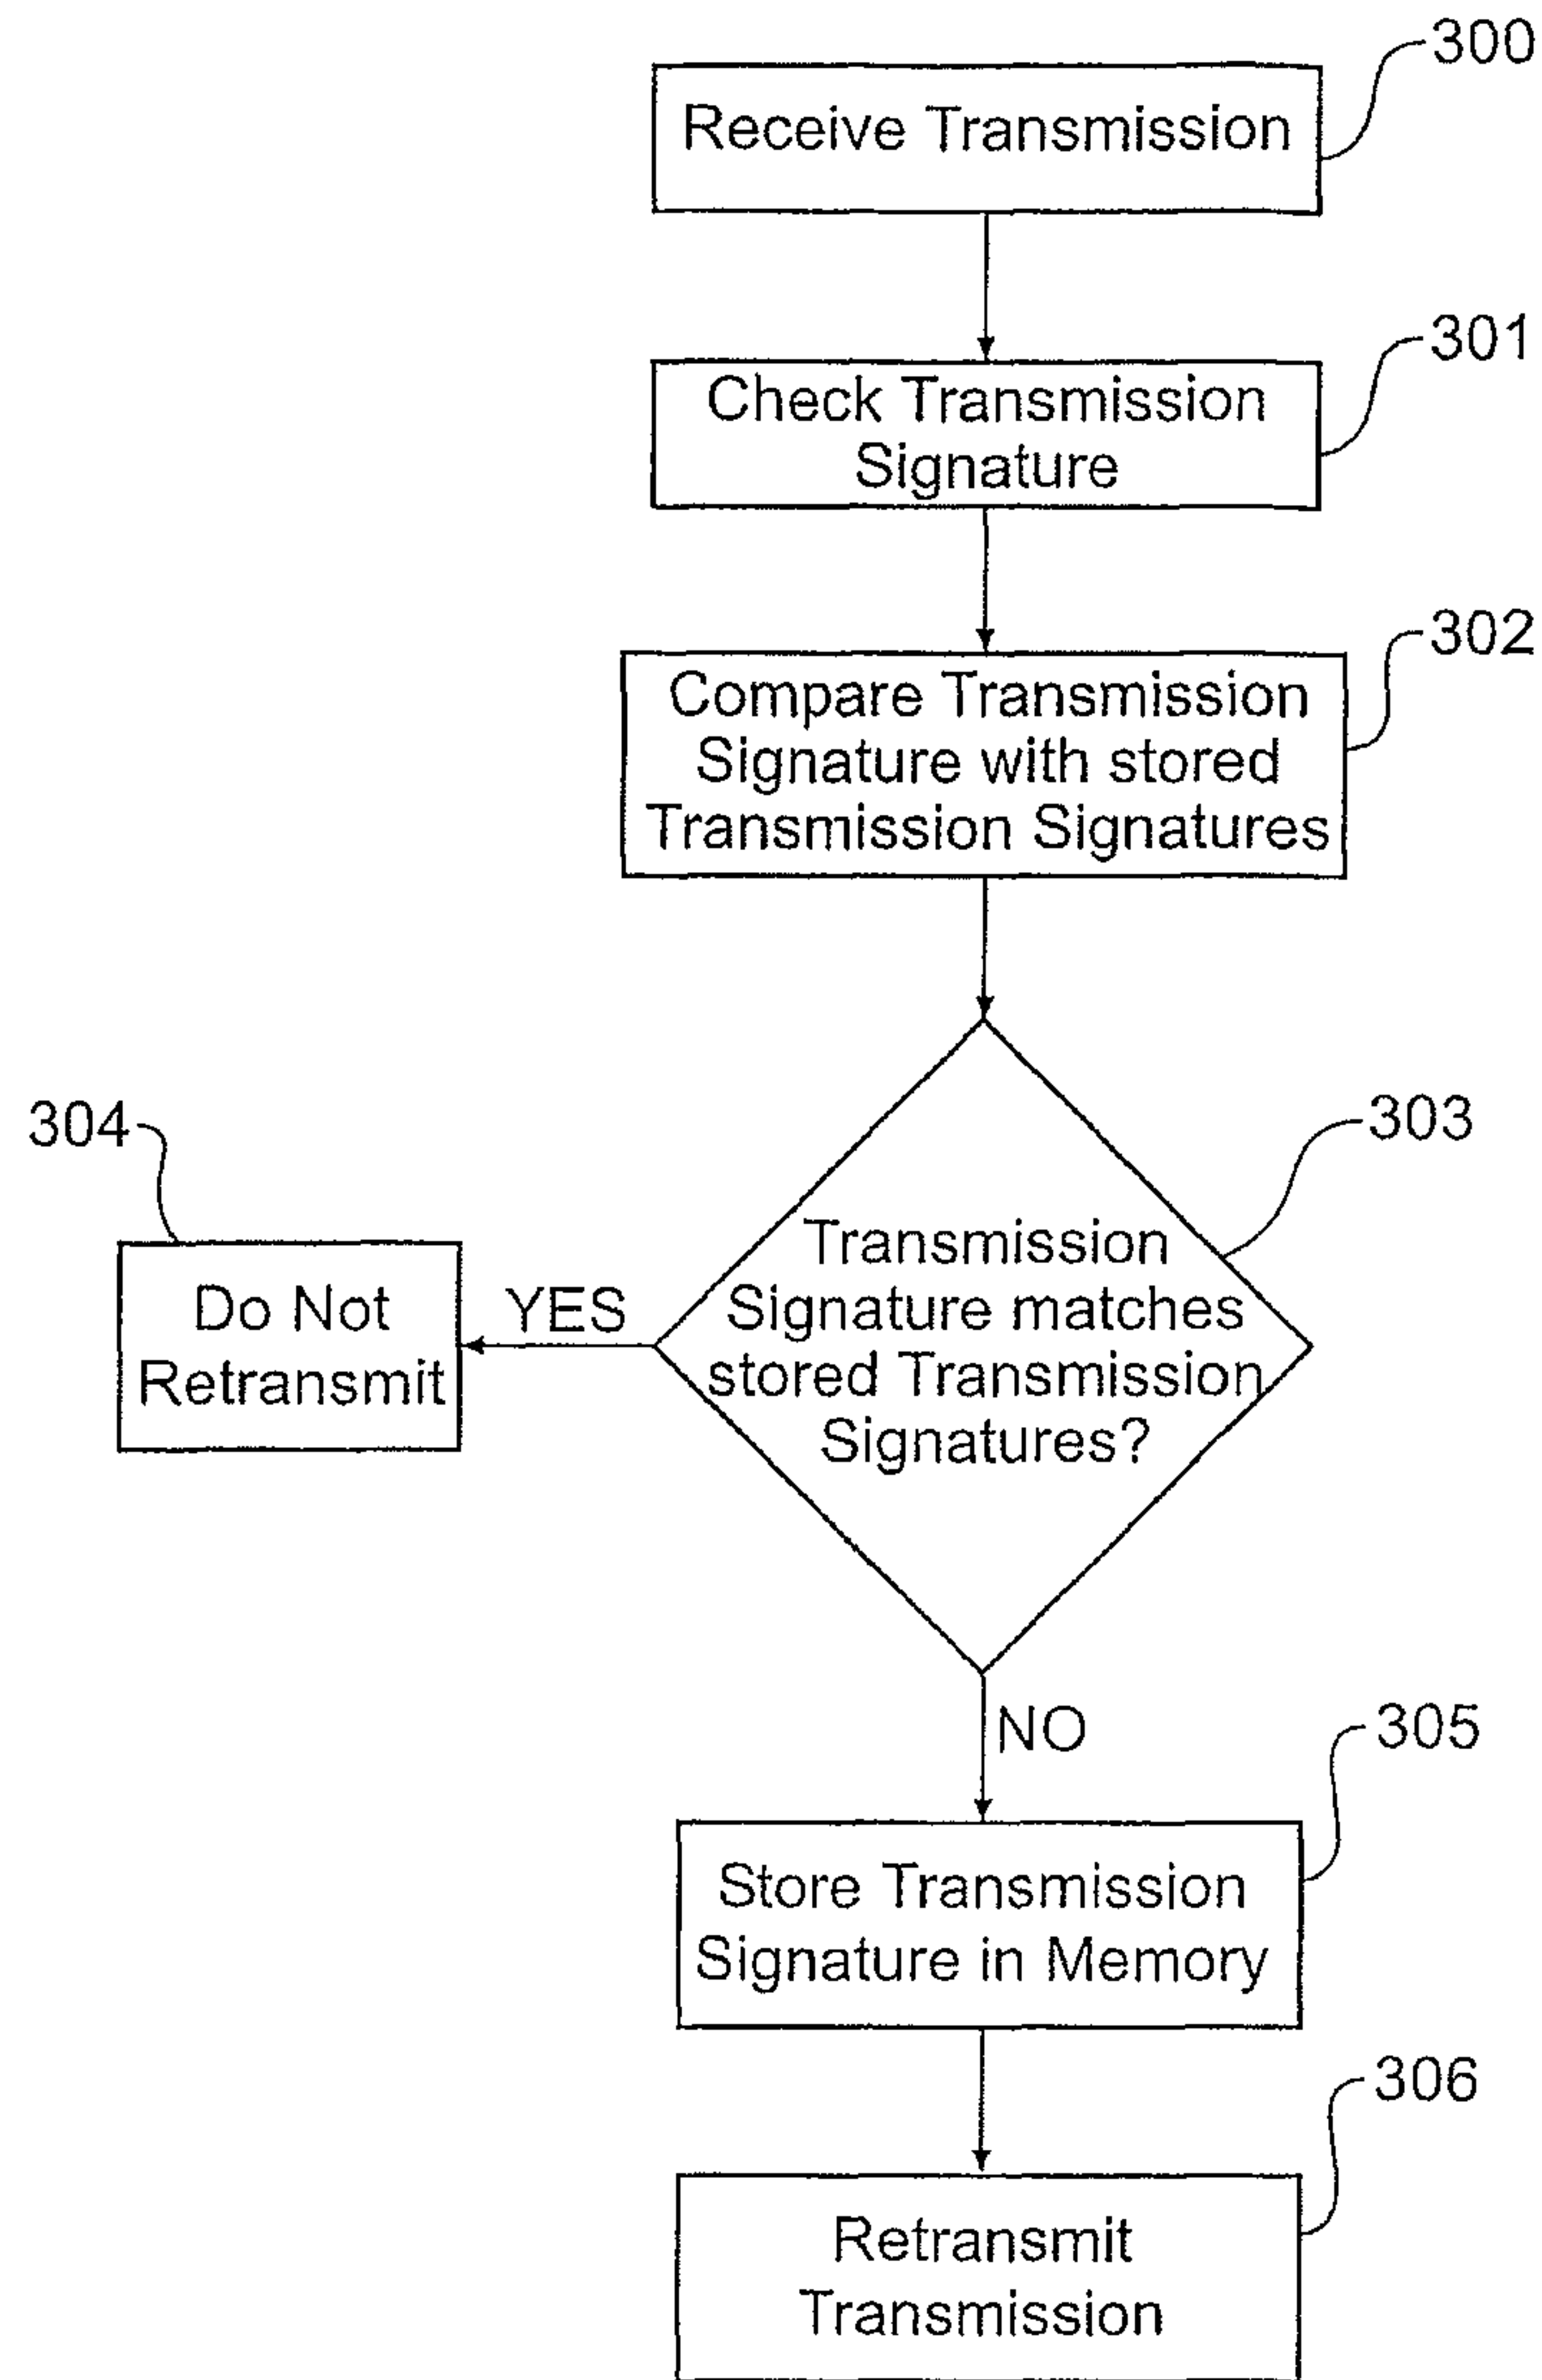 300
Receive Transmission
301
Check Transmission
Signature
302
Compare Transmission
Signature with stored
Transmission Signatures
304
303
Transmission
Signature matches
stored Transmission
Signatures?
YES
Do Not
Retransmit
NO
305
Store Transmission
Signature in Memory
306
Retransmit
Transmission